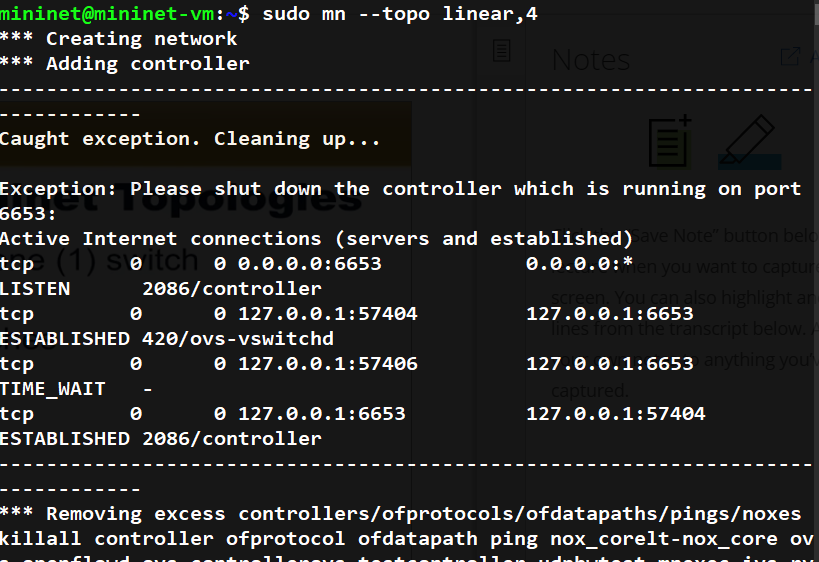 mininet@mininet-vm:~$ sudo mn --topo linear,4
*** Creating network
*** Adding controller
--------------------------------------------------------------------
------------
Caught exception. Cleaning up...
Exception: Please shut down the controller which is running on port
6653:
Active Internet connections (servers and established)
tcp        0      0 0.0.0.0:6653            0.0.0.0:*
LISTEN      2086/controller
tcp        0      0 127.0.0.1:57404         127.0.0.1:6653
ESTABLISHED 420/ovs-vswitchd
tcp        0      0 127.0.0.1:57406         127.0.0.1:6653
TIME_WAIT   -
tcp        0      0 127.0.0.1:6653          127.0.0.1:57404
ESTABLISHED 2086/controller
--------------------------------------------------------------------
------------
*** Removing excess controllers/ofprotocols/ofdatapaths/pings/noxes
killall controller ofprotocol ofdatapath ping nox_corelt-nox_core ov
Notes
net Topologies
(1) switch
Save Note" button belo
when you want to captur
screen. You can also highlight an
lines from the transcript below. A
anything you'v
captured.